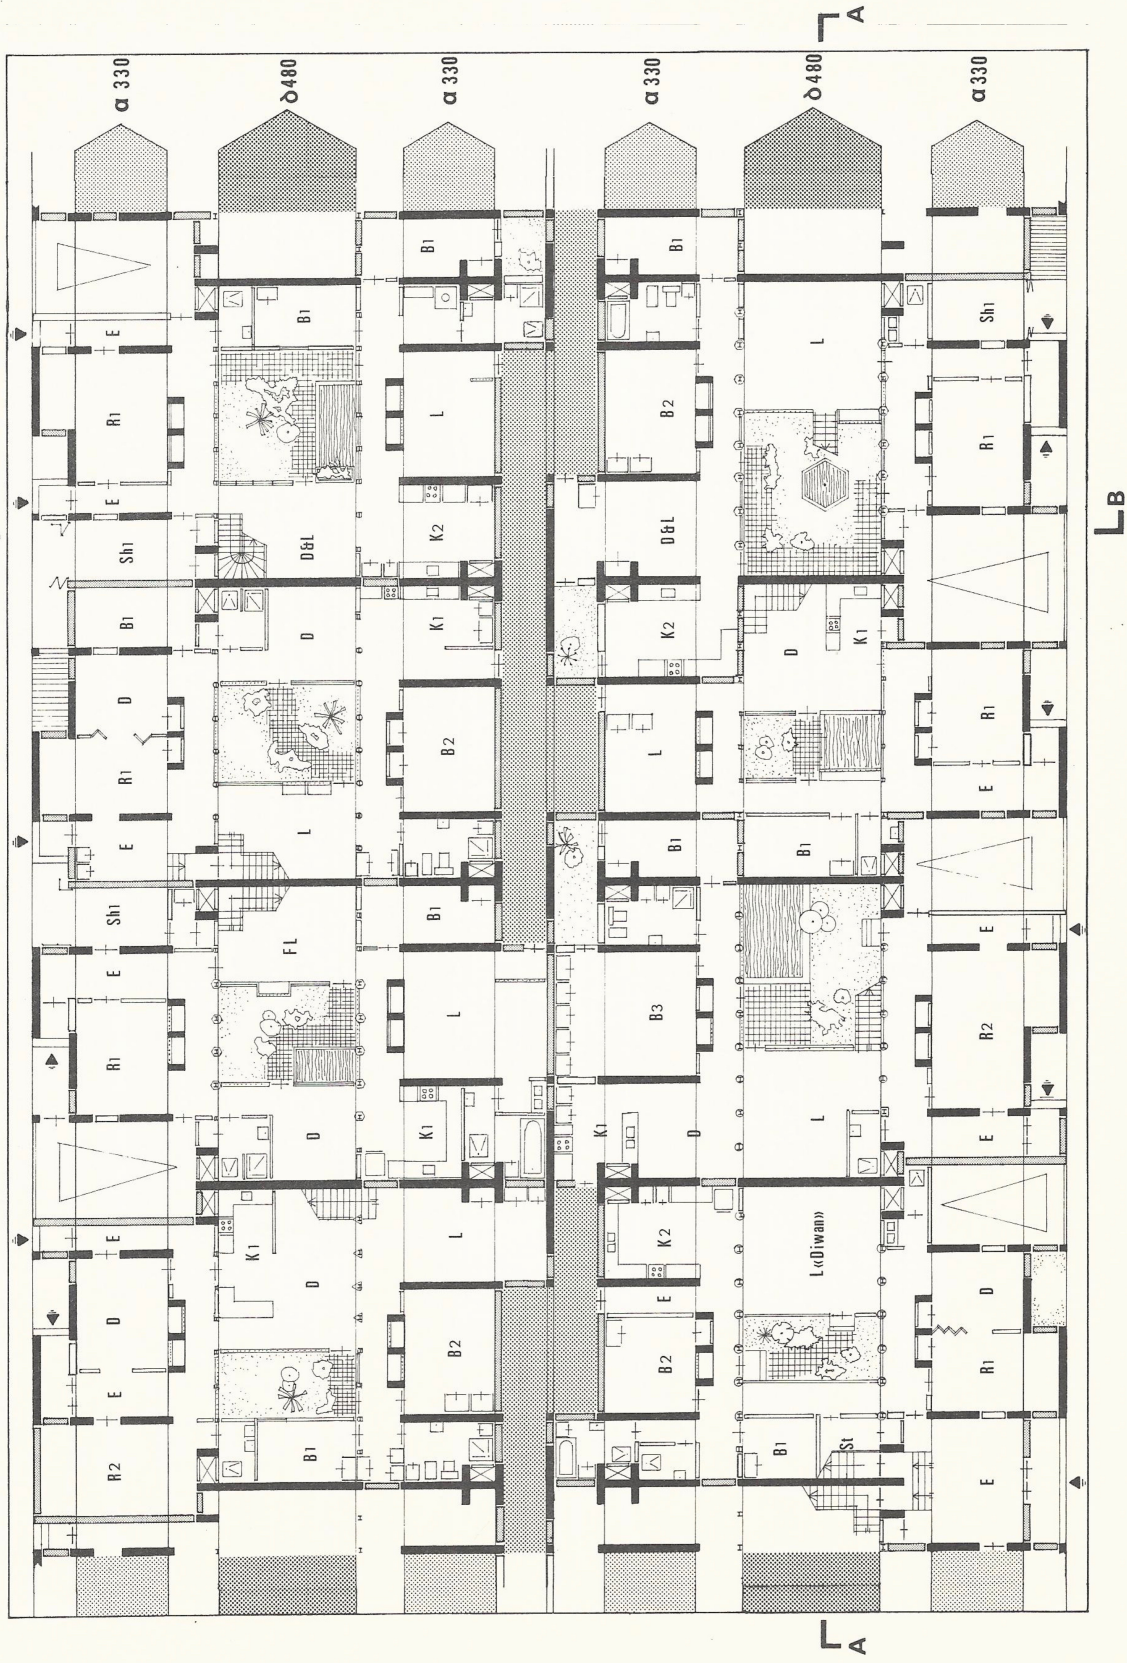 R2 E D E R1 E Sh1 E R1 D B1 Sh1 E R1 E α 330
B1 D K1 D FL L D D&L B1 δ 480
B2 L K1 L B1 B2 K1 K2 L B1 α 330
B2 E K2 K1 D B3 B1 L K2 D&L B2 B1 α 330
B1 St L«Diwan» L B1 D K1 L δ 480
A A
E R1 D E R2 E E R1 R1 Sh1 α 330
B